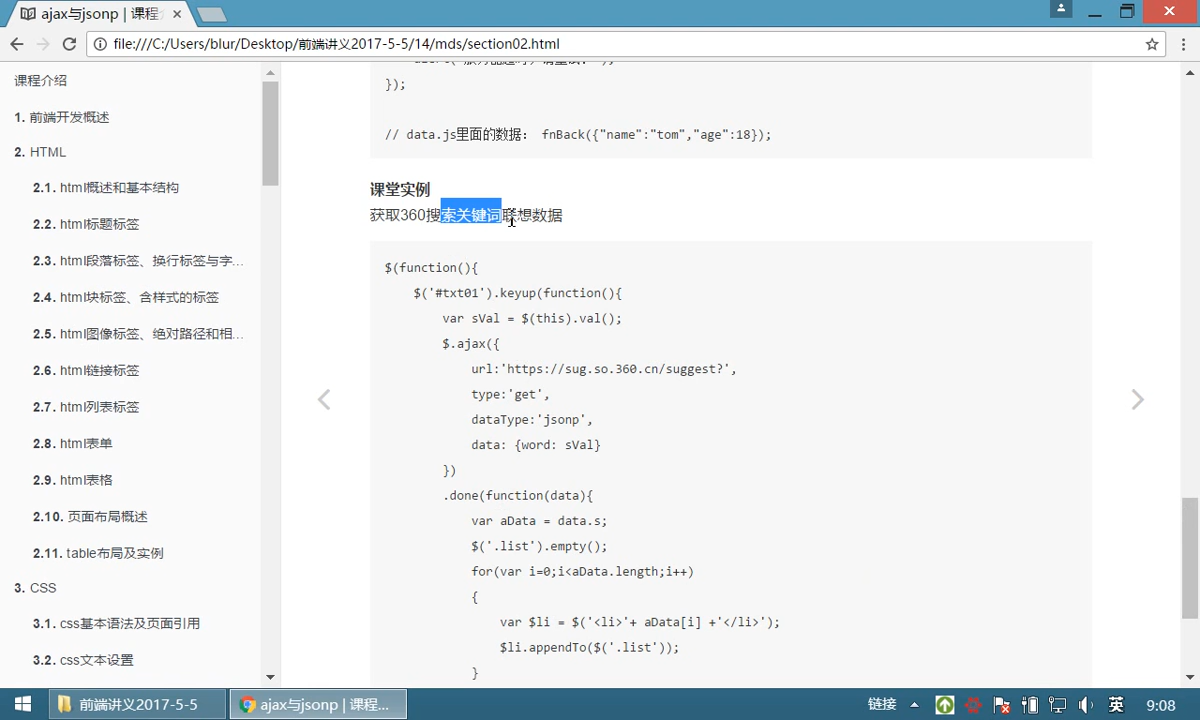 ajax与jsonp | 课程
file:///C:/Users/blur/Desktop/前端讲义2017-5-5/14/mds/section02.html
课程介绍
1. 前端开发概述
2. HTML
2.1. html概述和基本结构
2.2. html标题标签
2.3. html段落标签、换行标签与字...
2.4. html块标签、含样式的标签
2.5. html图像标签、绝对路径和相...
2.6. html链接标签
2.7. html列表标签
2.8. html表单
2.9. html表格
2.10. 页面布局概述
2.11. table布局及实例
3. CSS
3.1. css基本语法及页面引用
3.2. css文本设置
});
// data.js里面的数据： fnBack({"name":"tom","age":18});
课堂实例
获取360搜索关键词联想数据
$(function(){
$('#txt01').keyup(function(){
var sVal = $(this).val();
$.ajax({
url:'https://sug.so.360.cn/suggest?',
type:'get',
dataType:'jsonp',
data: {word: sVal}
})
.done(function(data){
var aData = data.s;
$('.list').empty();
for(var i=0;i<aData.length;i++)
{
var $li = $('<li>'+ aData[i] +'</li>');
$li.appendTo($('.list'));
}
前端讲义2017-5-5
ajax与jsonp | 课程...
链接
英
9:08